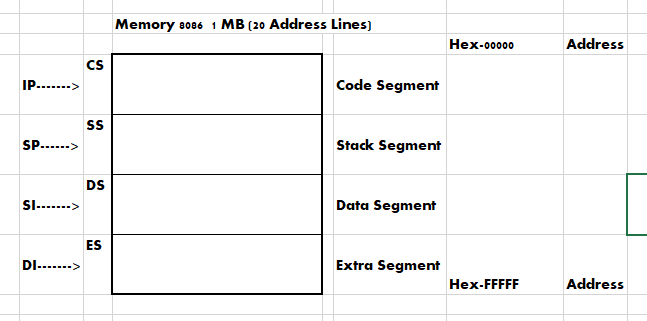 Memory 8086 1 MB (20 Address Lines)
Hex-00000 Address
CS
IP-------> Code Segment
SS
SP------> Stack Segment
DS
SI-------> Data Segment
ES
DI-------> Extra Segment
Hex-FFFFF Address